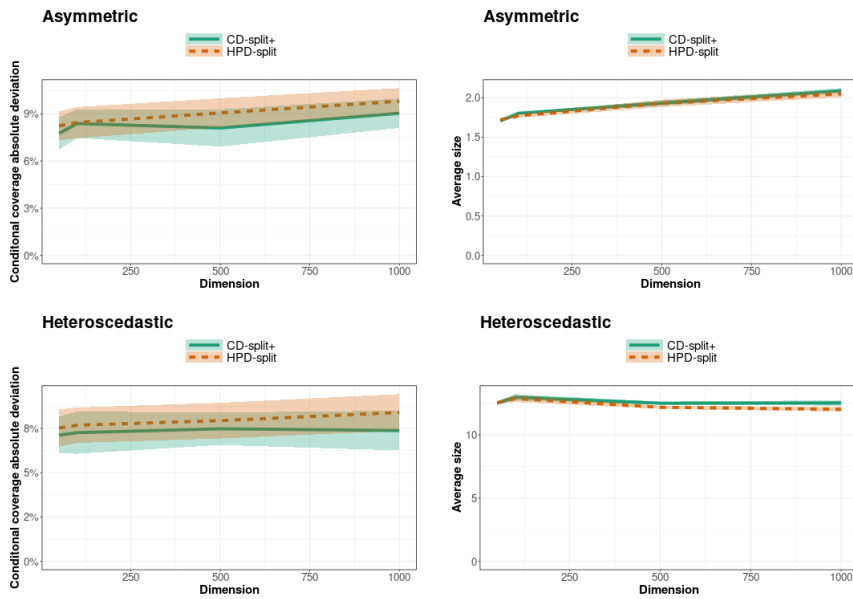 Asymmetric
CD-split+
HPD-split
Conditonal coverage absolute deviation
9%
6%
3%
0%
250
500
750
1000
Dimension
Asymmetric
CD-split+
HPD-split
Average size
2.0
1.5
1.0
0.5
0.0
250
500
750
1000
Dimension
Heteroscedastic
CD-split+
HPD-split
Conditonal coverage absolute deviation
8%
5%
2%
0%
250
500
750
1000
Dimension
Heteroscedastic
CD-split+
HPD-split
Average size
10
5
0
250
500
750
1000
Dimension